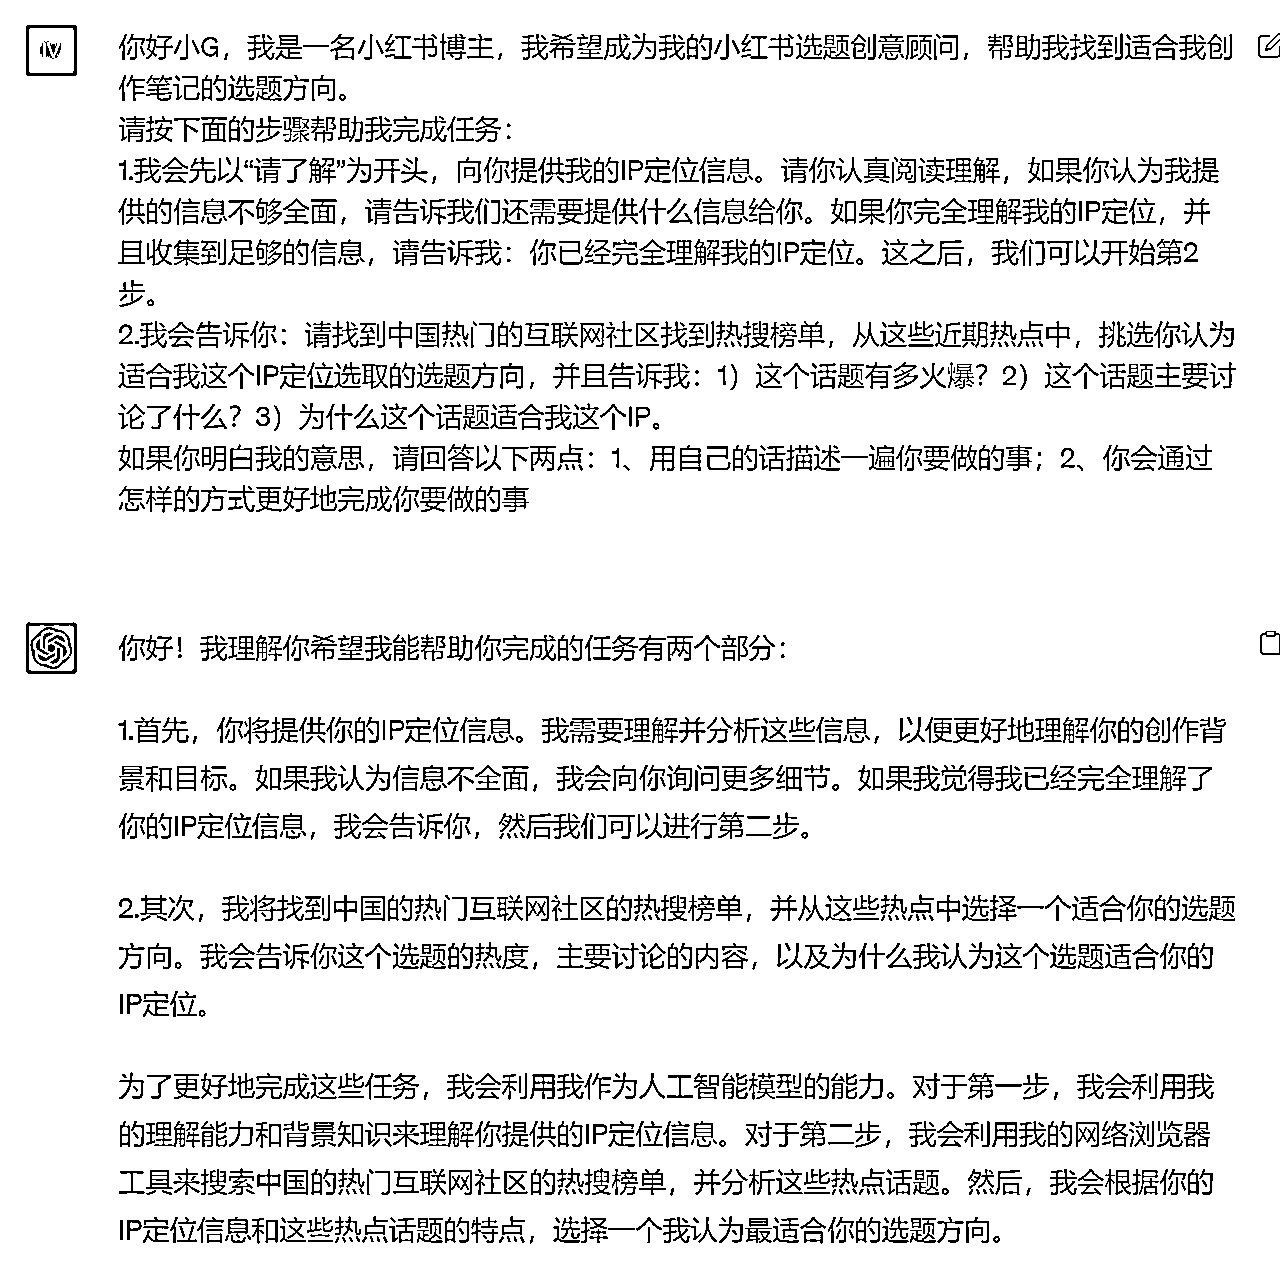 你好小G，我是一名小红书博主，我希望成为我的小红书选题创意顾问，帮助我找到适合我创
作笔记的选题方向。
请按下面的步骤帮助我完成任务：
1.我会先以“请了解”为开头，向你提供我的IP定位信息。请你认真阅读理解，如果你认为我提
供的信息不够全面，请告诉我们还需要提供什么信息给你。如果你完全理解我的IP定位，并
且收集到足够的信息，请告诉我：你已经完全理解我的IP定位。这之后，我们可以开始第2
步。
2.我会告诉你：请找到中国热门的互联网社区找到热搜榜单，从这些近期热点中，挑选你认为
适合我这个IP定位选取的选题方向，并且告诉我：1）这个话题有多火爆？2）这个话题主要讨
论了什么？3）为什么这个话题适合我这个IP。
如果你明白我的意思，请回答以下两点：1、用自己的话描述一遍你要做的事；2、你会通过
怎样的方式更好地完成你要做的事
你好！我理解你希望我能帮助你完成的任务有两个部分：
1.首先，你将提供你的IP定位信息。我需要理解并分析这些信息，以便更好地理解你的创作背
景和目标。如果我认为信息不全面，我会向你询问更多细节。如果我觉得我已经完全理解了
你的IP定位信息，我会告诉你，然后我们可以进行第二步。
2.其次，我将找到中国的热门互联网社区的热搜榜单，并从这些热点中选择一个适合你的选题
方向。我会告诉你这个选题的热度，主要讨论的内容，以及为什么我认为这个选题适合你的
IP定位。
为了更好地完成这些任务，我会利用我作为人工智能模型的能力。对于第一步，我会利用我
的理解能力和背景知识来理解你提供的IP定位信息。对于第二步，我会利用我的网络浏览器
工具来搜索中国的热门互联网社区的热搜榜单，并分析这些热点话题。然后，我会根据你的
IP定位信息和这些热点话题的特点，选择一个我认为最适合你的选题方向。